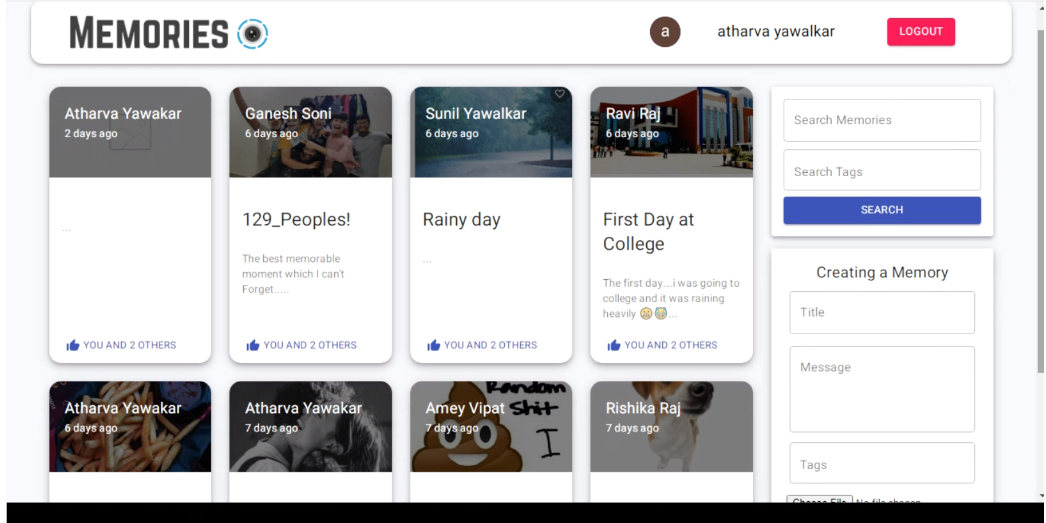 MEMORIES
a
atharva yawalkar
LOGOUT
Atharva Yawakar
2 days ago
...
YOU AND 2 OTHERS
Ganesh Soni
6 days ago
129_Peoples!
The best memorable
moment which I can't
Forget.....
YOU AND 2 OTHERS
Sunil Yawalkar
6 days ago
Rainy day
...
YOU AND 2 OTHERS
Ravi Raj
6 days ago
First Day at
College
The first day...i was going to
college and it was raining
heavily 😫😹...
YOU AND 2 OTHERS
Atharva Yawakar
6 days ago
Atharva Yawakar
7 days ago
Amey Vipat
7 days ago
Random
Shit
I
Rishika Raj
7 days ago
Search Memories
Search Tags
SEARCH
Creating a Memory
Title
Message
Tags
Choose File No file chosen